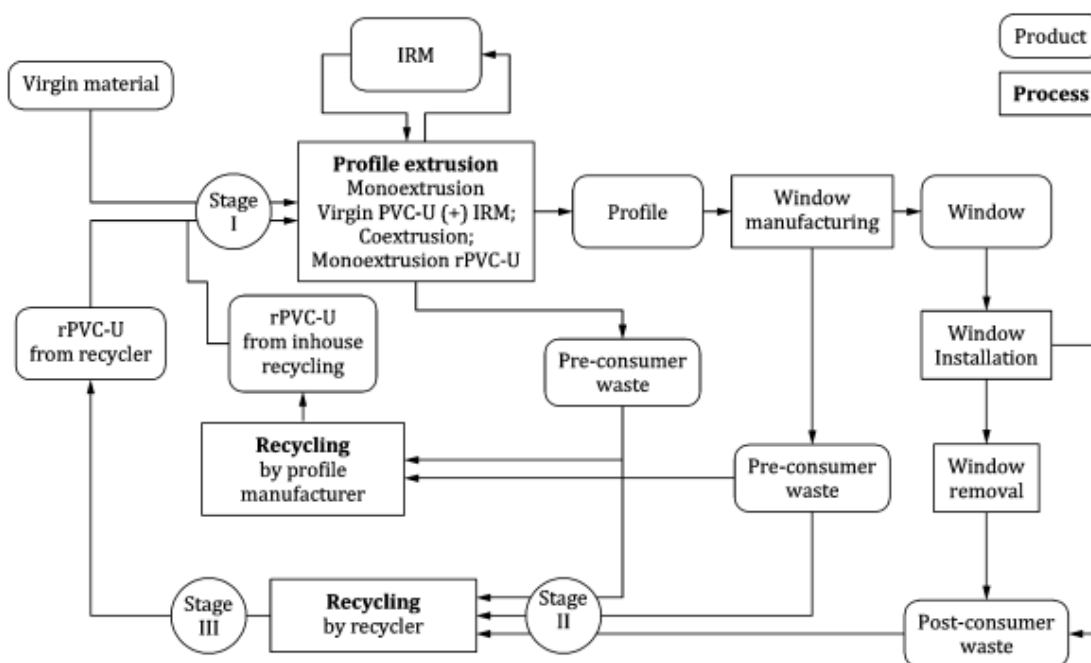 IRM
Product
Process
Virgin material
Profile extrusion
Monoextrusion
Virgin PVC-U (+) IRM;
Coextrusion;
Monoextrusion rPVC-U
Stage
I
Profile
Window
manufacturing
Window
rPVC-U
from recycler
rPVC-U
from inhouse
recycling
Pre-consumer
waste
Window
Installation
Recycling
by profile
manufacturer
Pre-consumer
waste
Window
removal
Stage
III
Recycling
by recycler
Stage
II
Post-consumer
waste